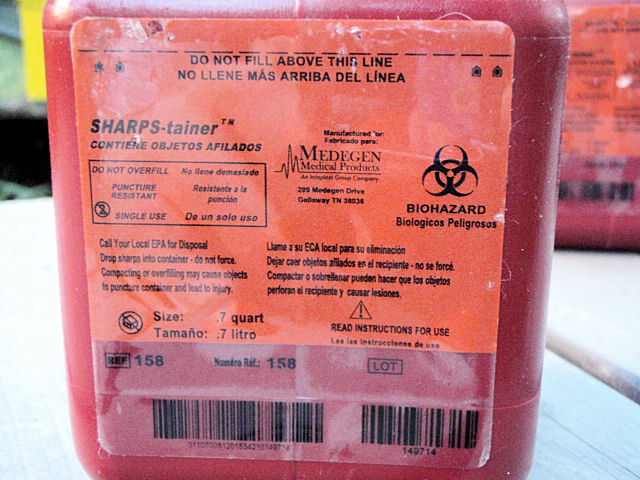 DO NOT FILL ABOVE THIS LINE
NO LLENE MÁS ARRIBA DEL LÍNEA
SHARPS-tainer™
CONTIENE OBJETOS AFILADOS
DO NOT OVERFILL No llene demasiado
PUNCTURE RESISTANT Resistente a la punción
SINGLE USE De un solo uso
Manufactured for:
Fabricado para:
MEDEGEN
Medical Products
An Inteplast Group Company
209 Medegen Drive
Gallaway TN 38036
BIOHAZARD
Biologicos Peligrosos
Call Your Local EPA for Disposal
Drop sharps into container - do not force.
Compacting or overfilling may cause objects
to puncture container and lead to injury.
Llame a su ECA local para su eliminación
Dejar caer objetos afilados en el recipiente - no se forcé.
Compactar o sobrellenar pueden hacer que los objetos
perforan el recipiente y causar lesiones.
Size: .7 quart
Tamaño: .7 litro
READ INSTRUCTIONS FOR USE
Lea las instrucciones de uso
REF 158 Numéro Réf.: 158 LOT
149714